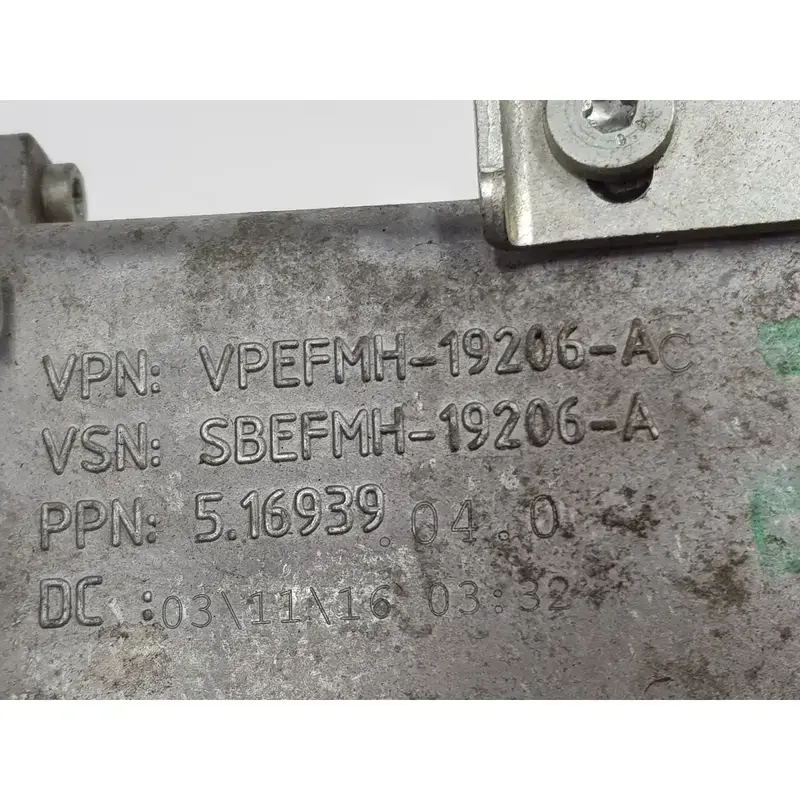 VPN: VPEFMH-19206-AC
VSN: SBEFMH-19206-A
PPN: 5.16939.04.0
DC : 03\11\16 03:32